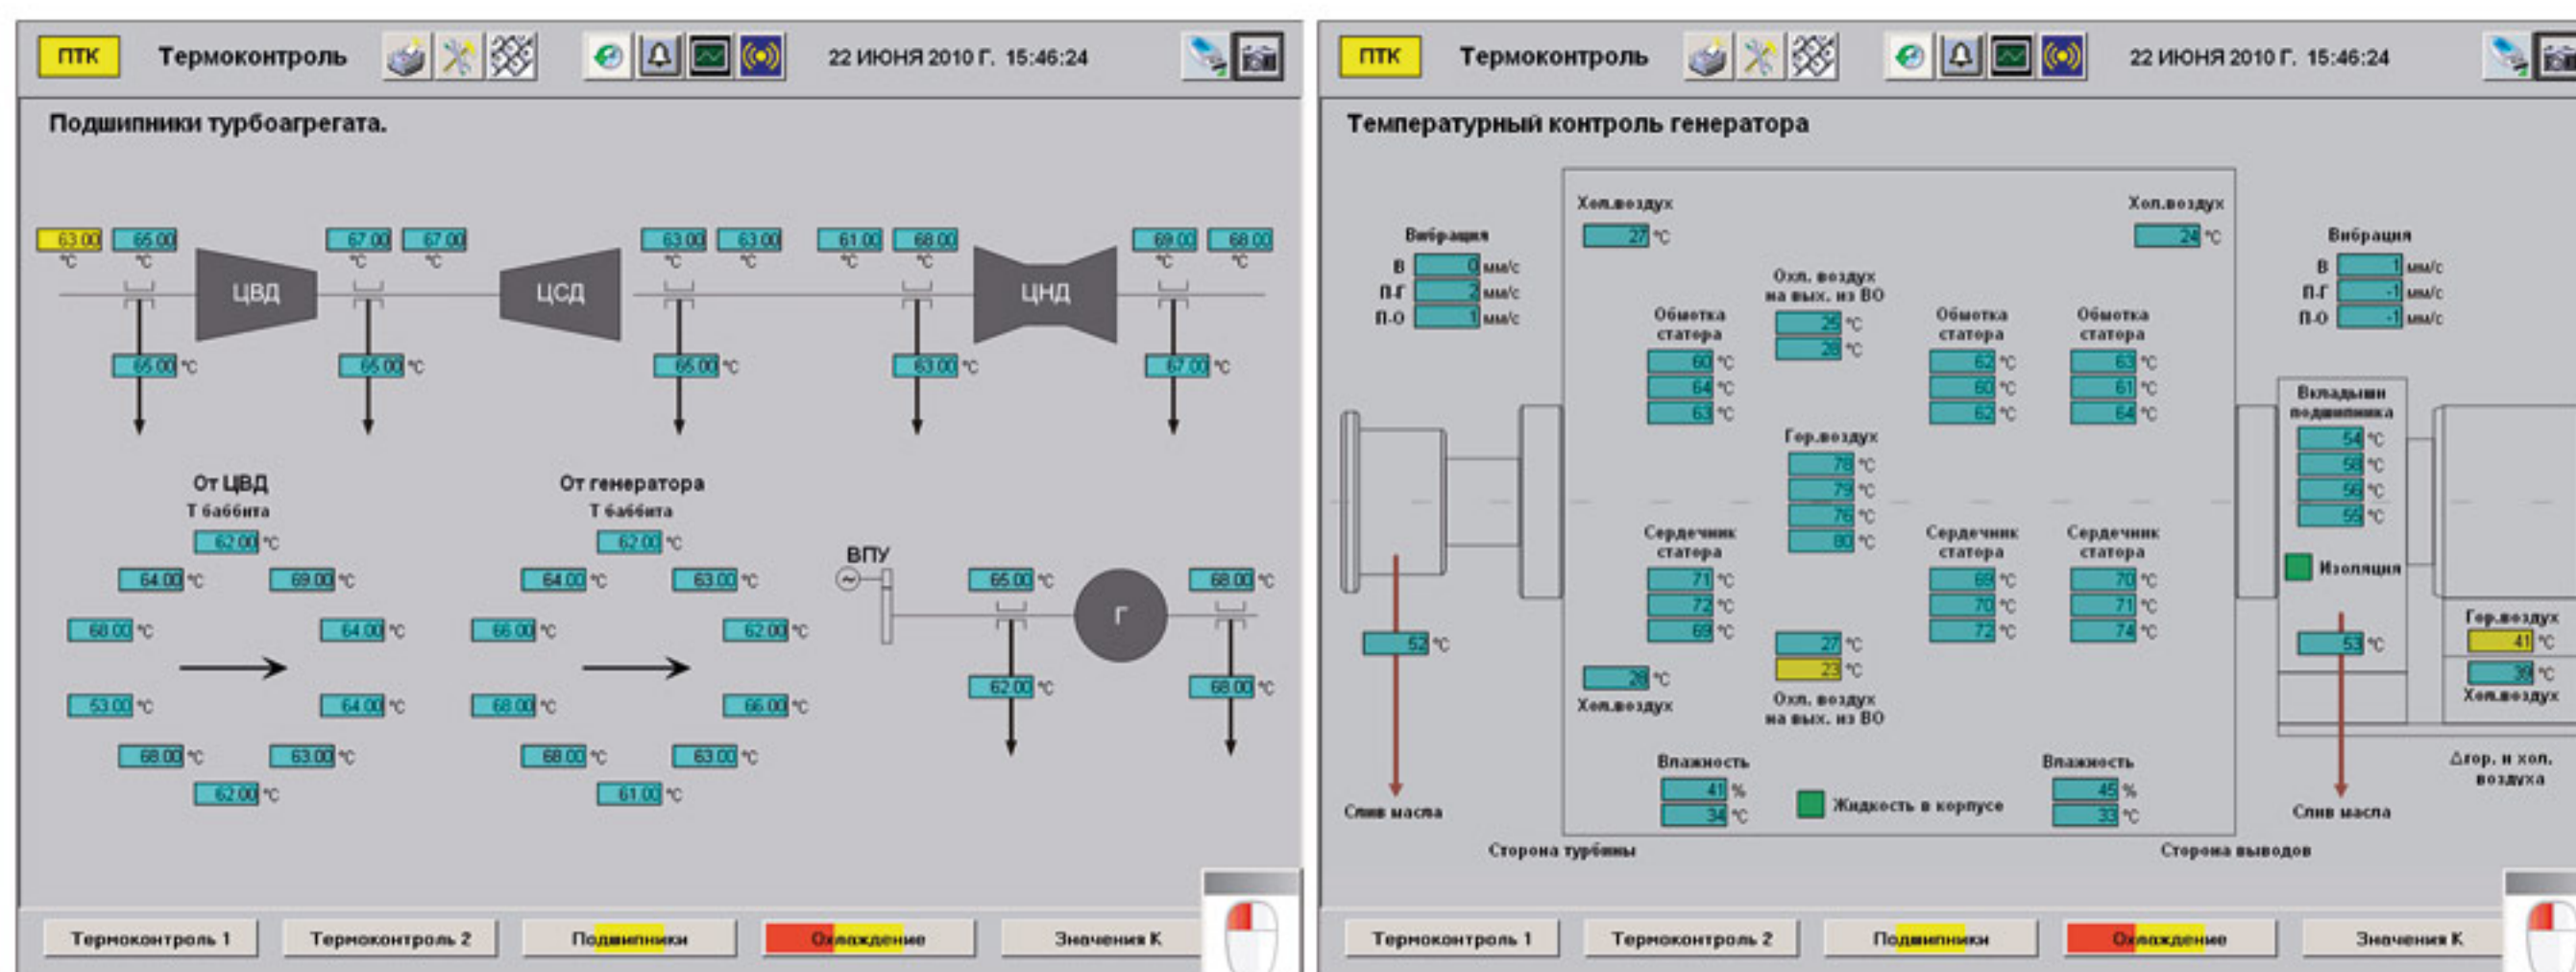 ПТК Термоконтроль 22 ИЮНЯ 2010 Г. 15:46:24
Подшипники турбоагрегата.
63.00 65.00 67.00 67.00 63.00 63.00 61.00 68.00 69.00 68.00
°C °C °C °C °C °C °C °C °C °C
ЦВД ЦСД ЦНД
65.00 °C 65.00 °C 65.00 °C 63.00 °C 67.00 °C
От ЦВД
Т баббита
62.00 °C
64.00 °C 69.00 °C
68.00 °C 64.00 °C
53.00 °C 64.00 °C
68.00 °C 63.00 °C
62.00 °C
От генератора
Т баббита
62.00 °C
64.00 °C 63.00 °C
66.00 °C 62.00 °C
68.00 °C 66.00 °C
68.00 °C 63.00 °C
61.00 °C
ВПУ
65.00 °C 68.00 °C
Г
62.00 °C 68.00 °C
Термоконтроль 1 Термоконтроль 2 Подшипники Охлаждение Значения К
ПТК Термоконтроль 22 ИЮНЯ 2010 Г. 15:46:24
Температурный контроль генератора
Вибрация
В 0 мм/с
П-Г 2 мм/с
П-О 1 мм/с
Хол.воздух
27 °C
Хол.воздух
24 °C
Вибрация
В 1 мм/с
П-Г -1 мм/с
П-О -1 мм/с
Охл. воздух
на вых. из ВО
25 °C
28 °C
Обмотка
статора
60 °C
64 °C
63 °C
Обмотка
статора
62 °C
60 °C
62 °C
Обмотка
статора
63 °C
61 °C
64 °C
Гор.воздух
78 °C
79 °C
76 °C
80 °C
Вкладыши
подшипника
54 °C
58 °C
56 °C
55 °C
Изоляция
53 °C
Слив масла
Сердечник
статора
71 °C
72 °C
69 °C
Сердечник
статора
69 °C
70 °C
72 °C
Сердечник
статора
70 °C
71 °C
74 °C
52 °C
Слив масла
28 °C
Хол.воздух
27 °C
23 °C
Охл. воздух
на вых. из ВО
Гор.воздух
41 °C
39 °C
Хол.воздух
Δгор. и хол.
воздуха
Влажность
41 %
34 °C
Жидкость в корпусе
Влажность
45 %
33 °C
Сторона турбины Сторона выводов
Термоконтроль 1 Термоконтроль 2 Подшипники Охлаждение Значения К